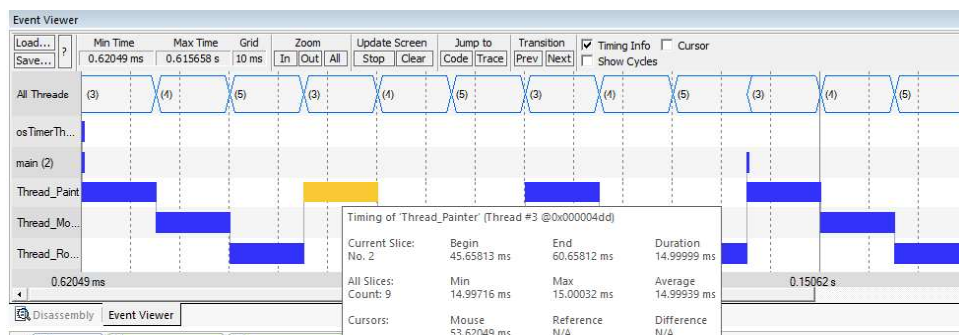 Event Viewer
Load... ? Min Time Max Time Grid Zoom Update Screen Jump to Transition Timing Info Cursor
Save... 0.62049 ms 0.615658 s 10 ms In Out All Stop Clear Code Trace Prev Next Show Cycles
All Threade (3) (4) (5) (3) (4) (5) (3) (4) (5) (3) (4) (5)
osTimerTh...
main (2)
Thread_Paint
Thread_Mo...
Thread_Ro...
Timing of 'Thread_Painter' (Thread #3 @0x000004dd)
Current Slice: Begin End Duration
No. 2 45.65813 ms 60.65812 ms 14.99999 ms
All Slices: Min Max Average
Count: 9 14.99716 ms 15.00032 ms 14.99939 ms
Cursors: Mouse Reference Difference
53.62049 ms N/A N/A
0.62049 ms 0.15062 s
Disassembly Event Viewer